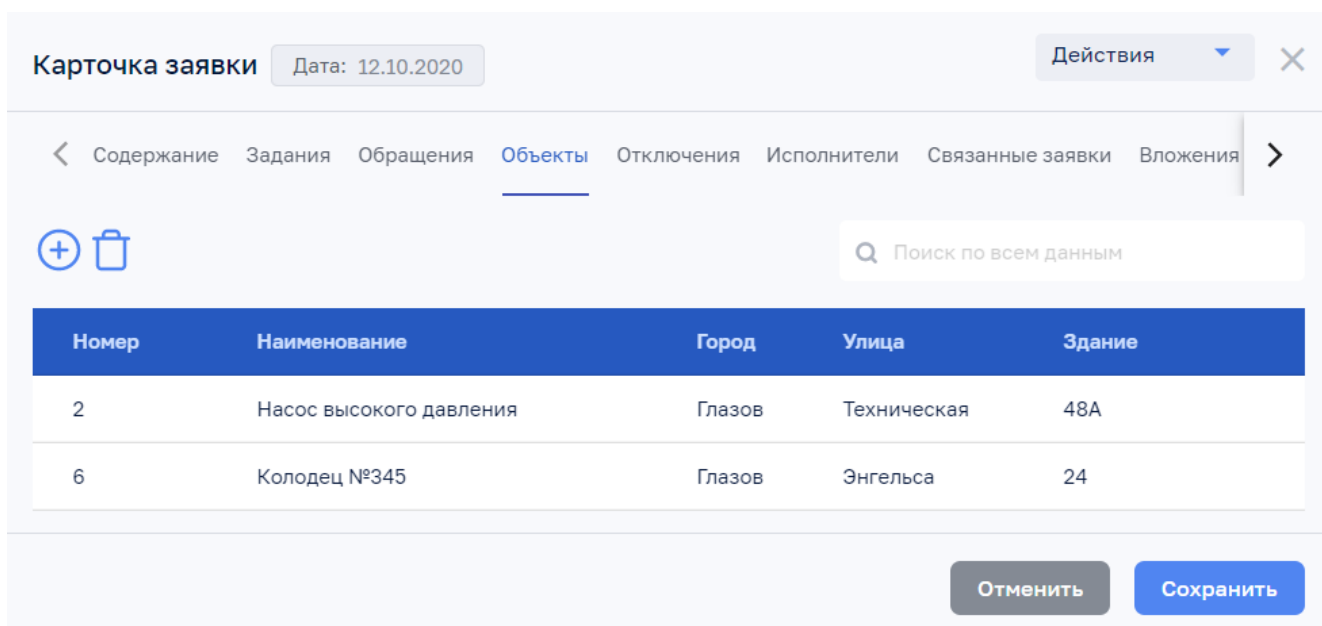 Карточка заявки Дата: 12.10.2020 Действия
Содержание Задания Обращения Объекты Отключения Исполнители Связанные заявки Вложения
Поиск по всем данным
Номер Наименование Город Улица Здание
2 Насос высокого давления Глазов Техническая 48А
6 Колодец №345 Глазов Энгельса 24
Отменить Сохранить